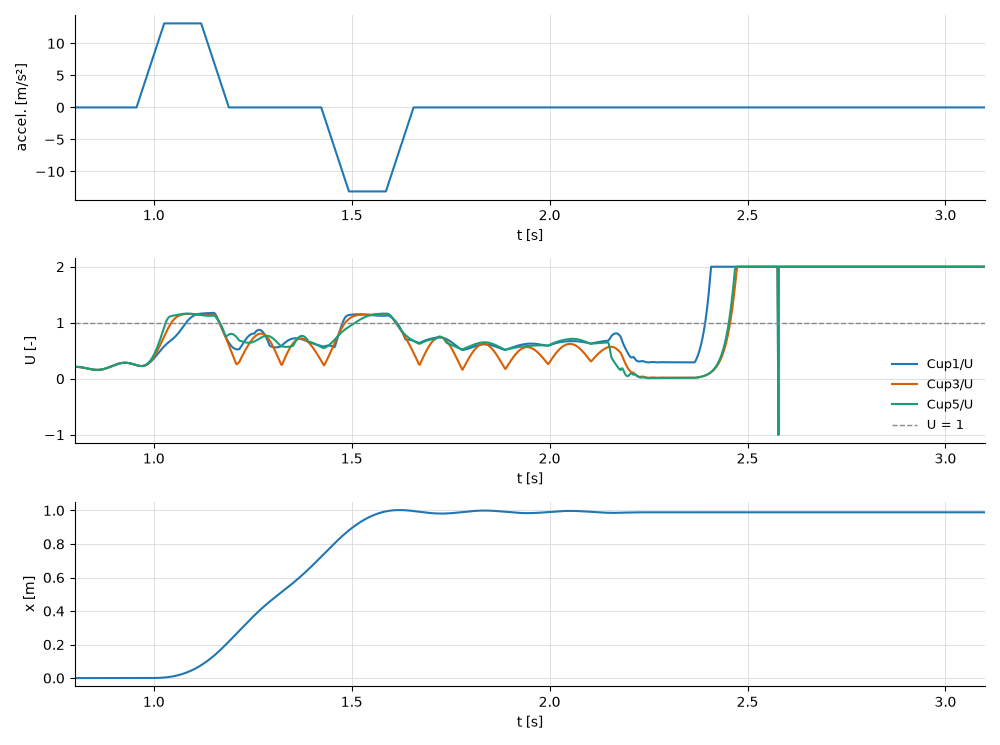 accel. [m/s²]
10
5
0
−5
−10
1.0 1.5 2.0 2.5 3.0
t [s]
U [-]
2
1
0
−1
Cup1/U
Cup3/U
Cup5/U
U = 1
1.0 1.5 2.0 2.5 3.0
t [s]
x [m]
1.0
0.8
0.6
0.4
0.2
0.0
1.0 1.5 2.0 2.5 3.0
t [s]